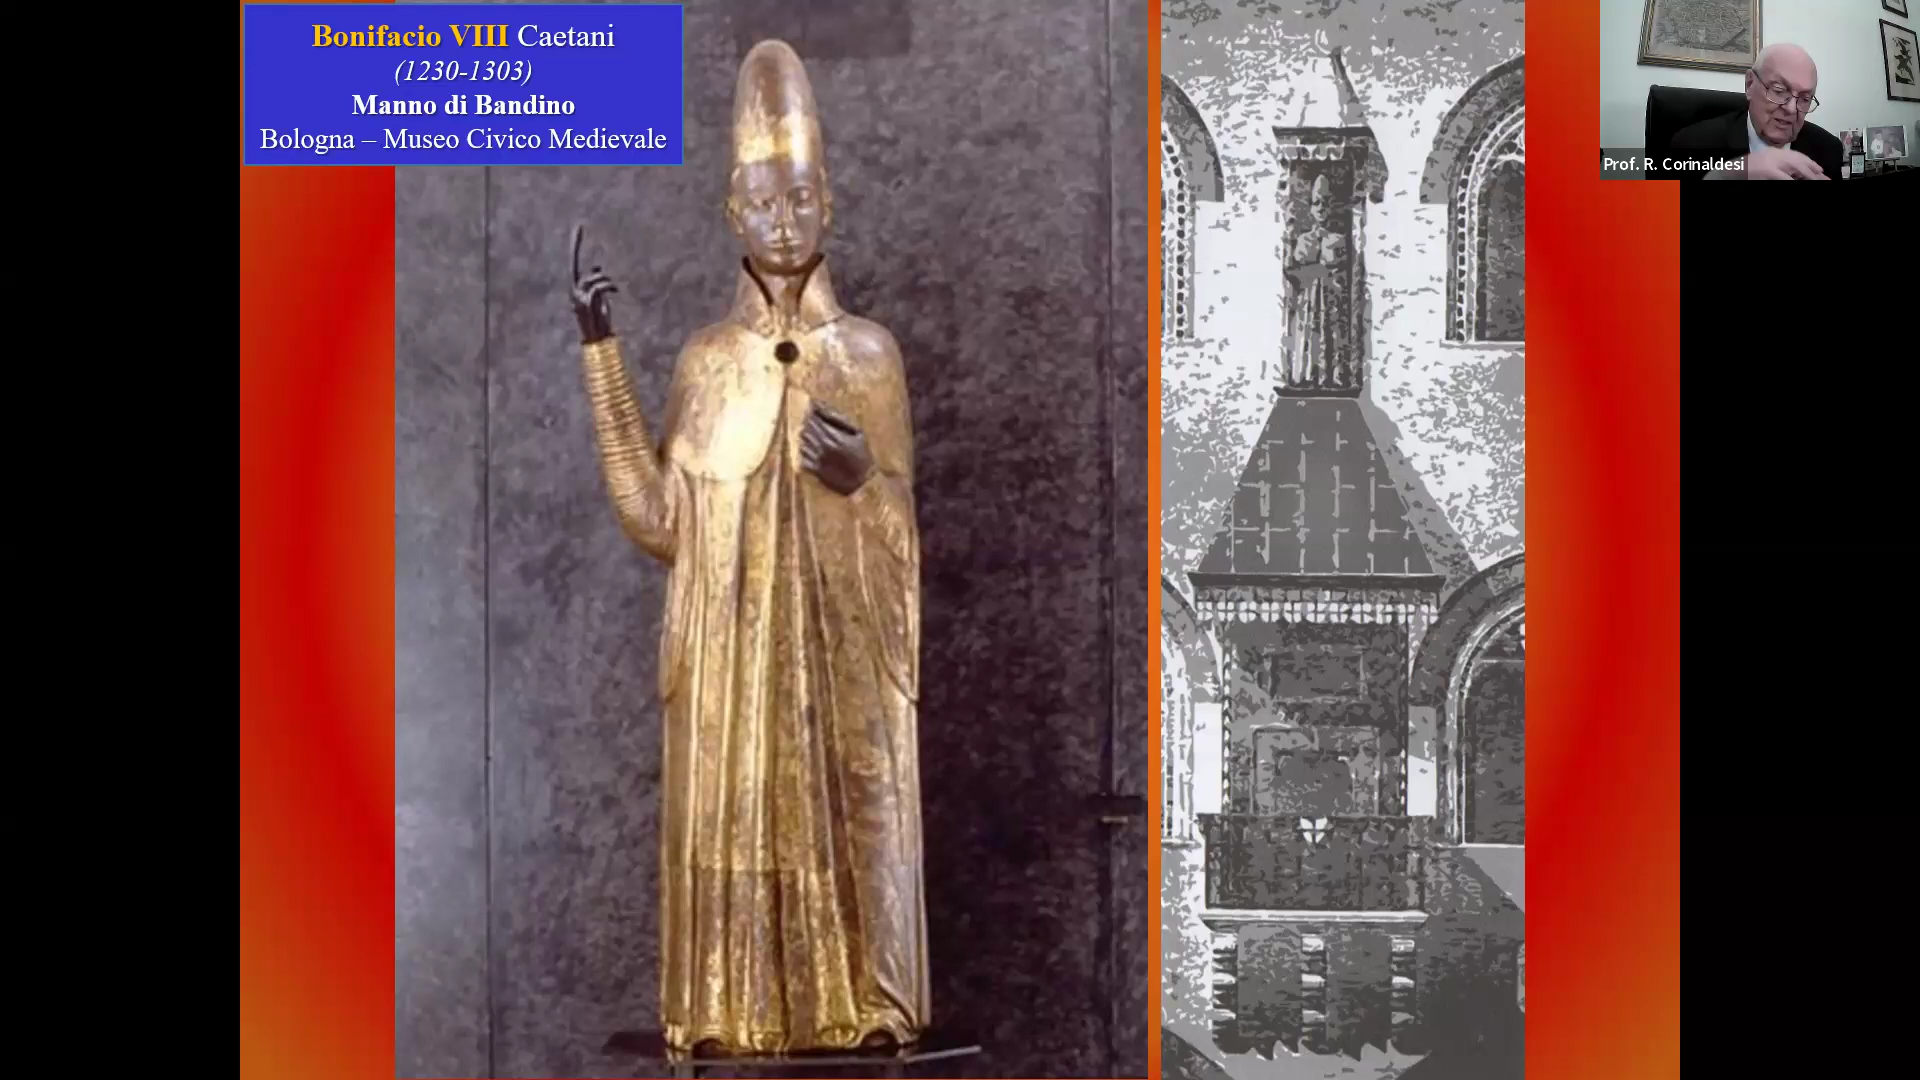 Bonifacio VIII Caetani
(1230-1303)
Manno di Bandino
Bologna – Museo Civico Medievale
Prof. R. Corinaldesi